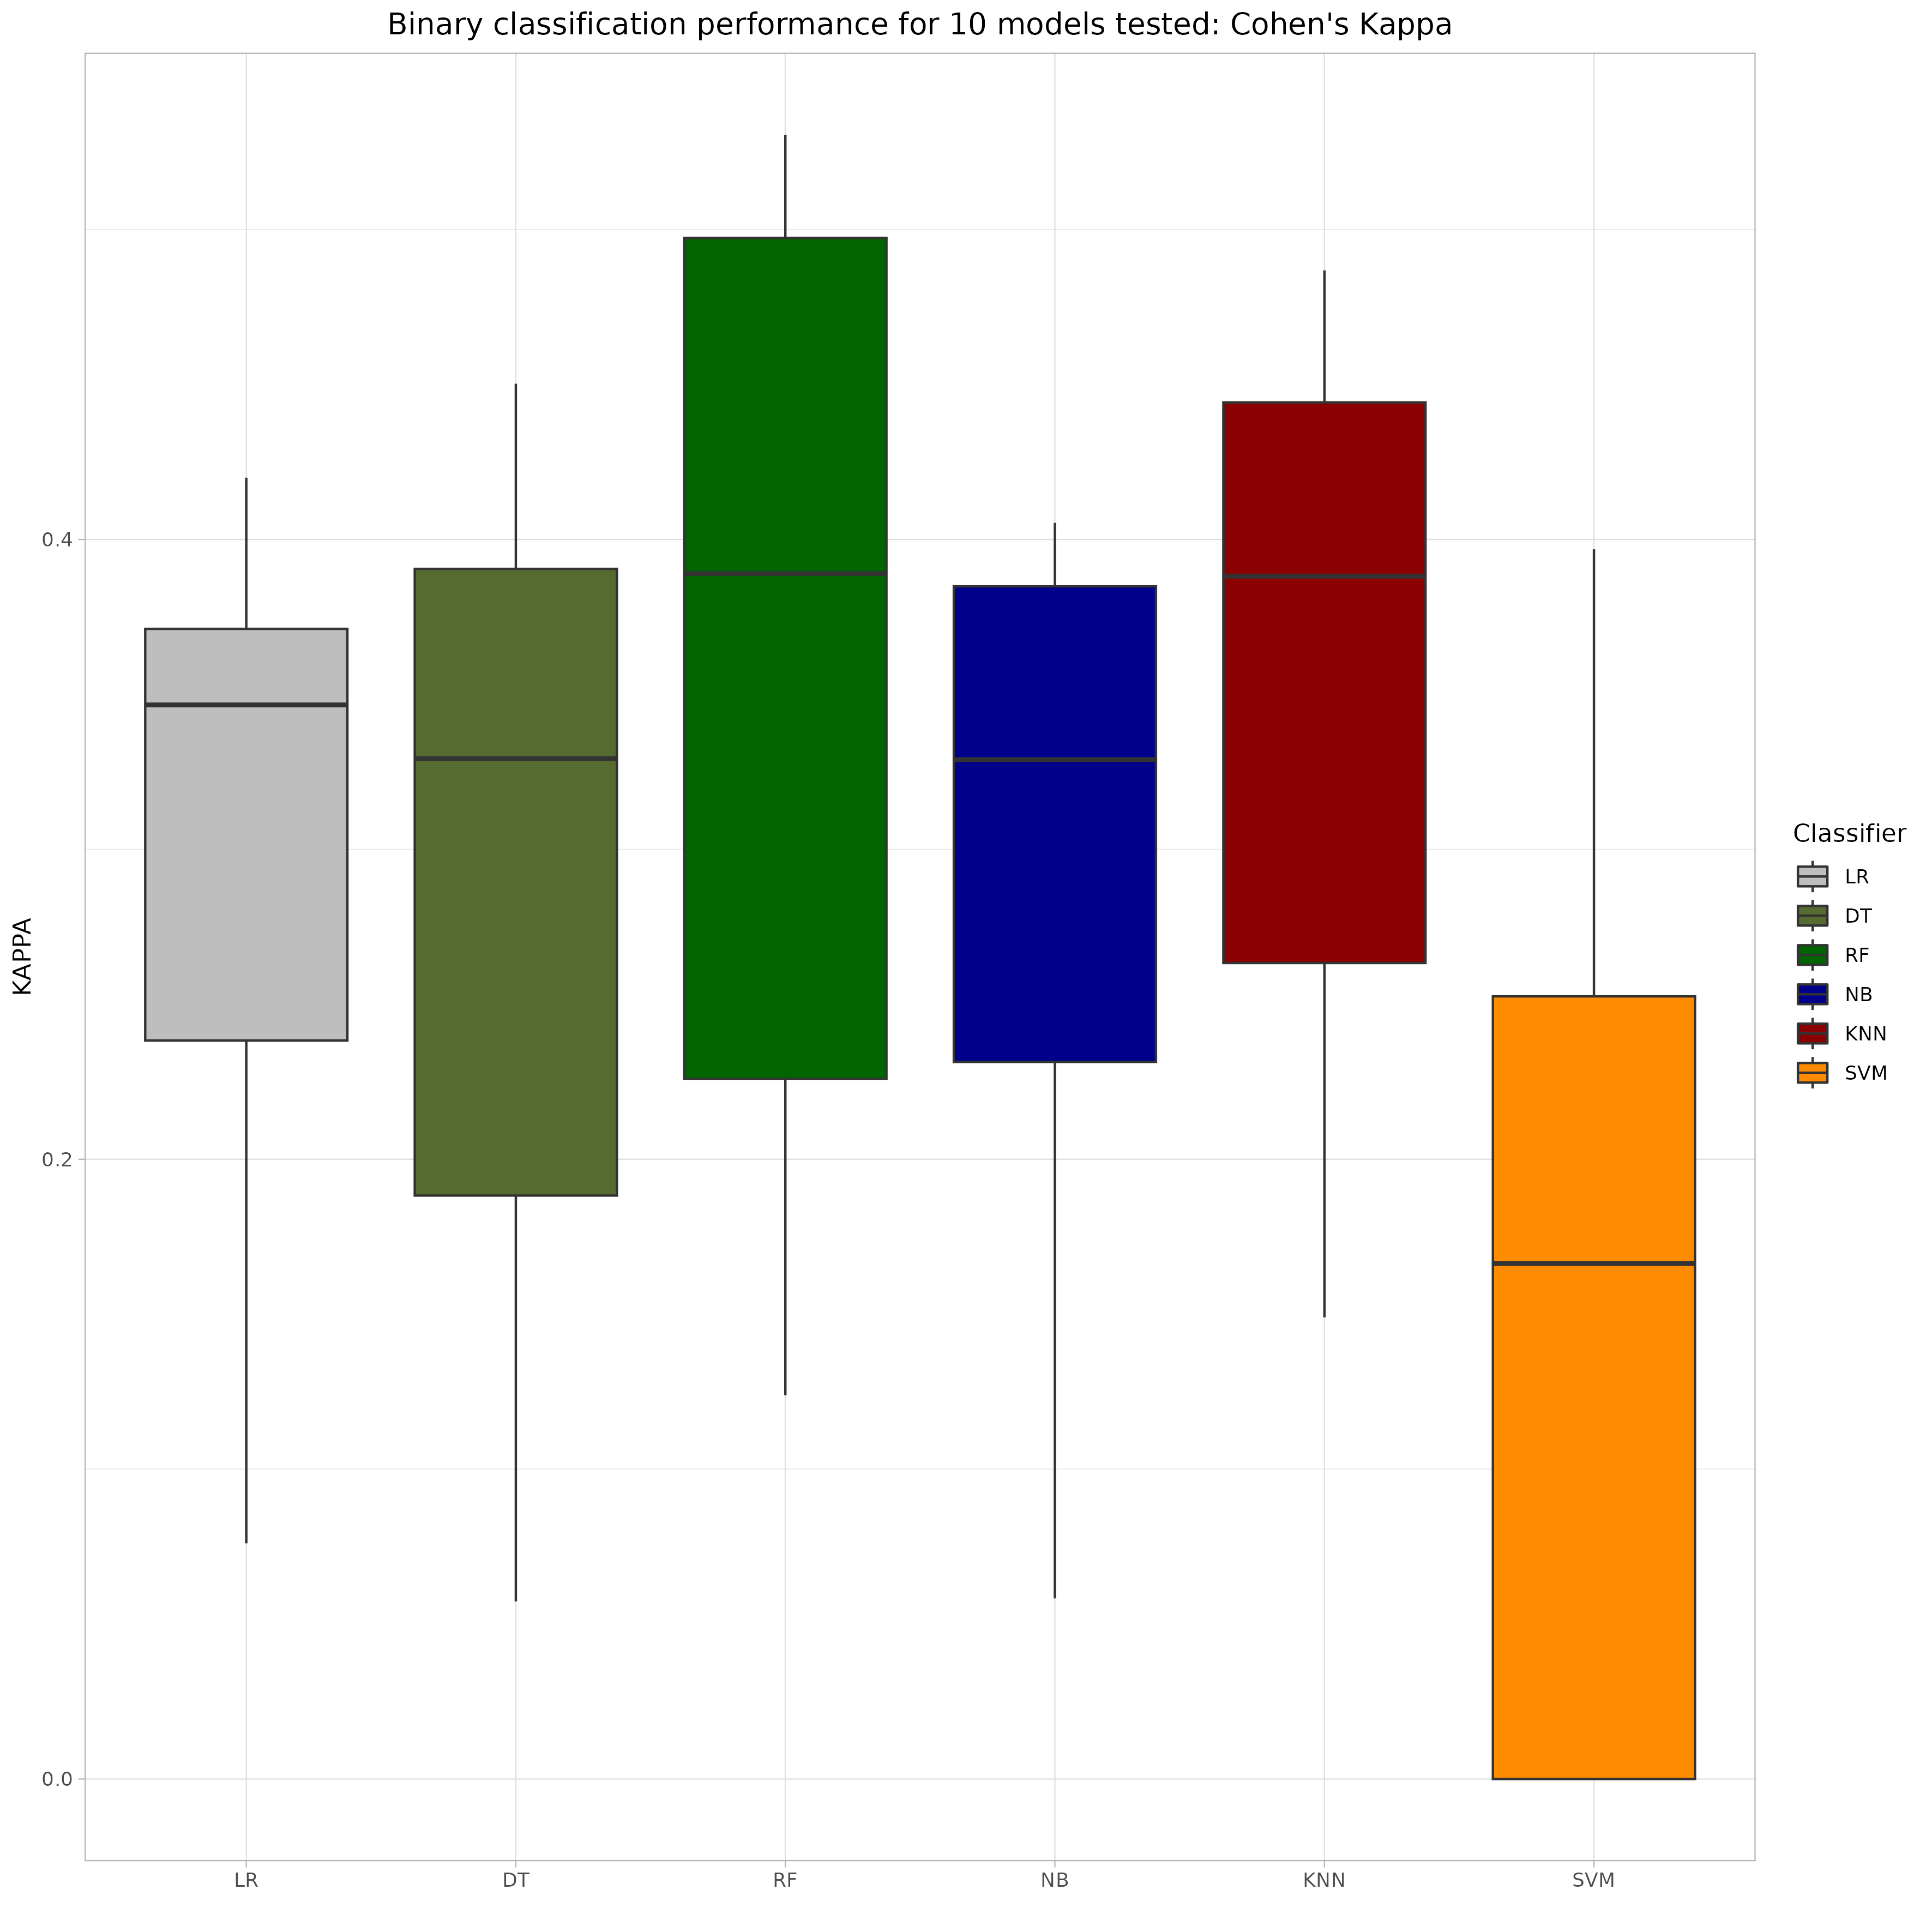 Binary classification performance for 10 models tested: Cohen's Kappa
KAPPA
0.4
0.2
0.0
LR
DT
RF
NB
KNN
SVM
Classifier
LR
DT
RF
NB
KNN
SVM